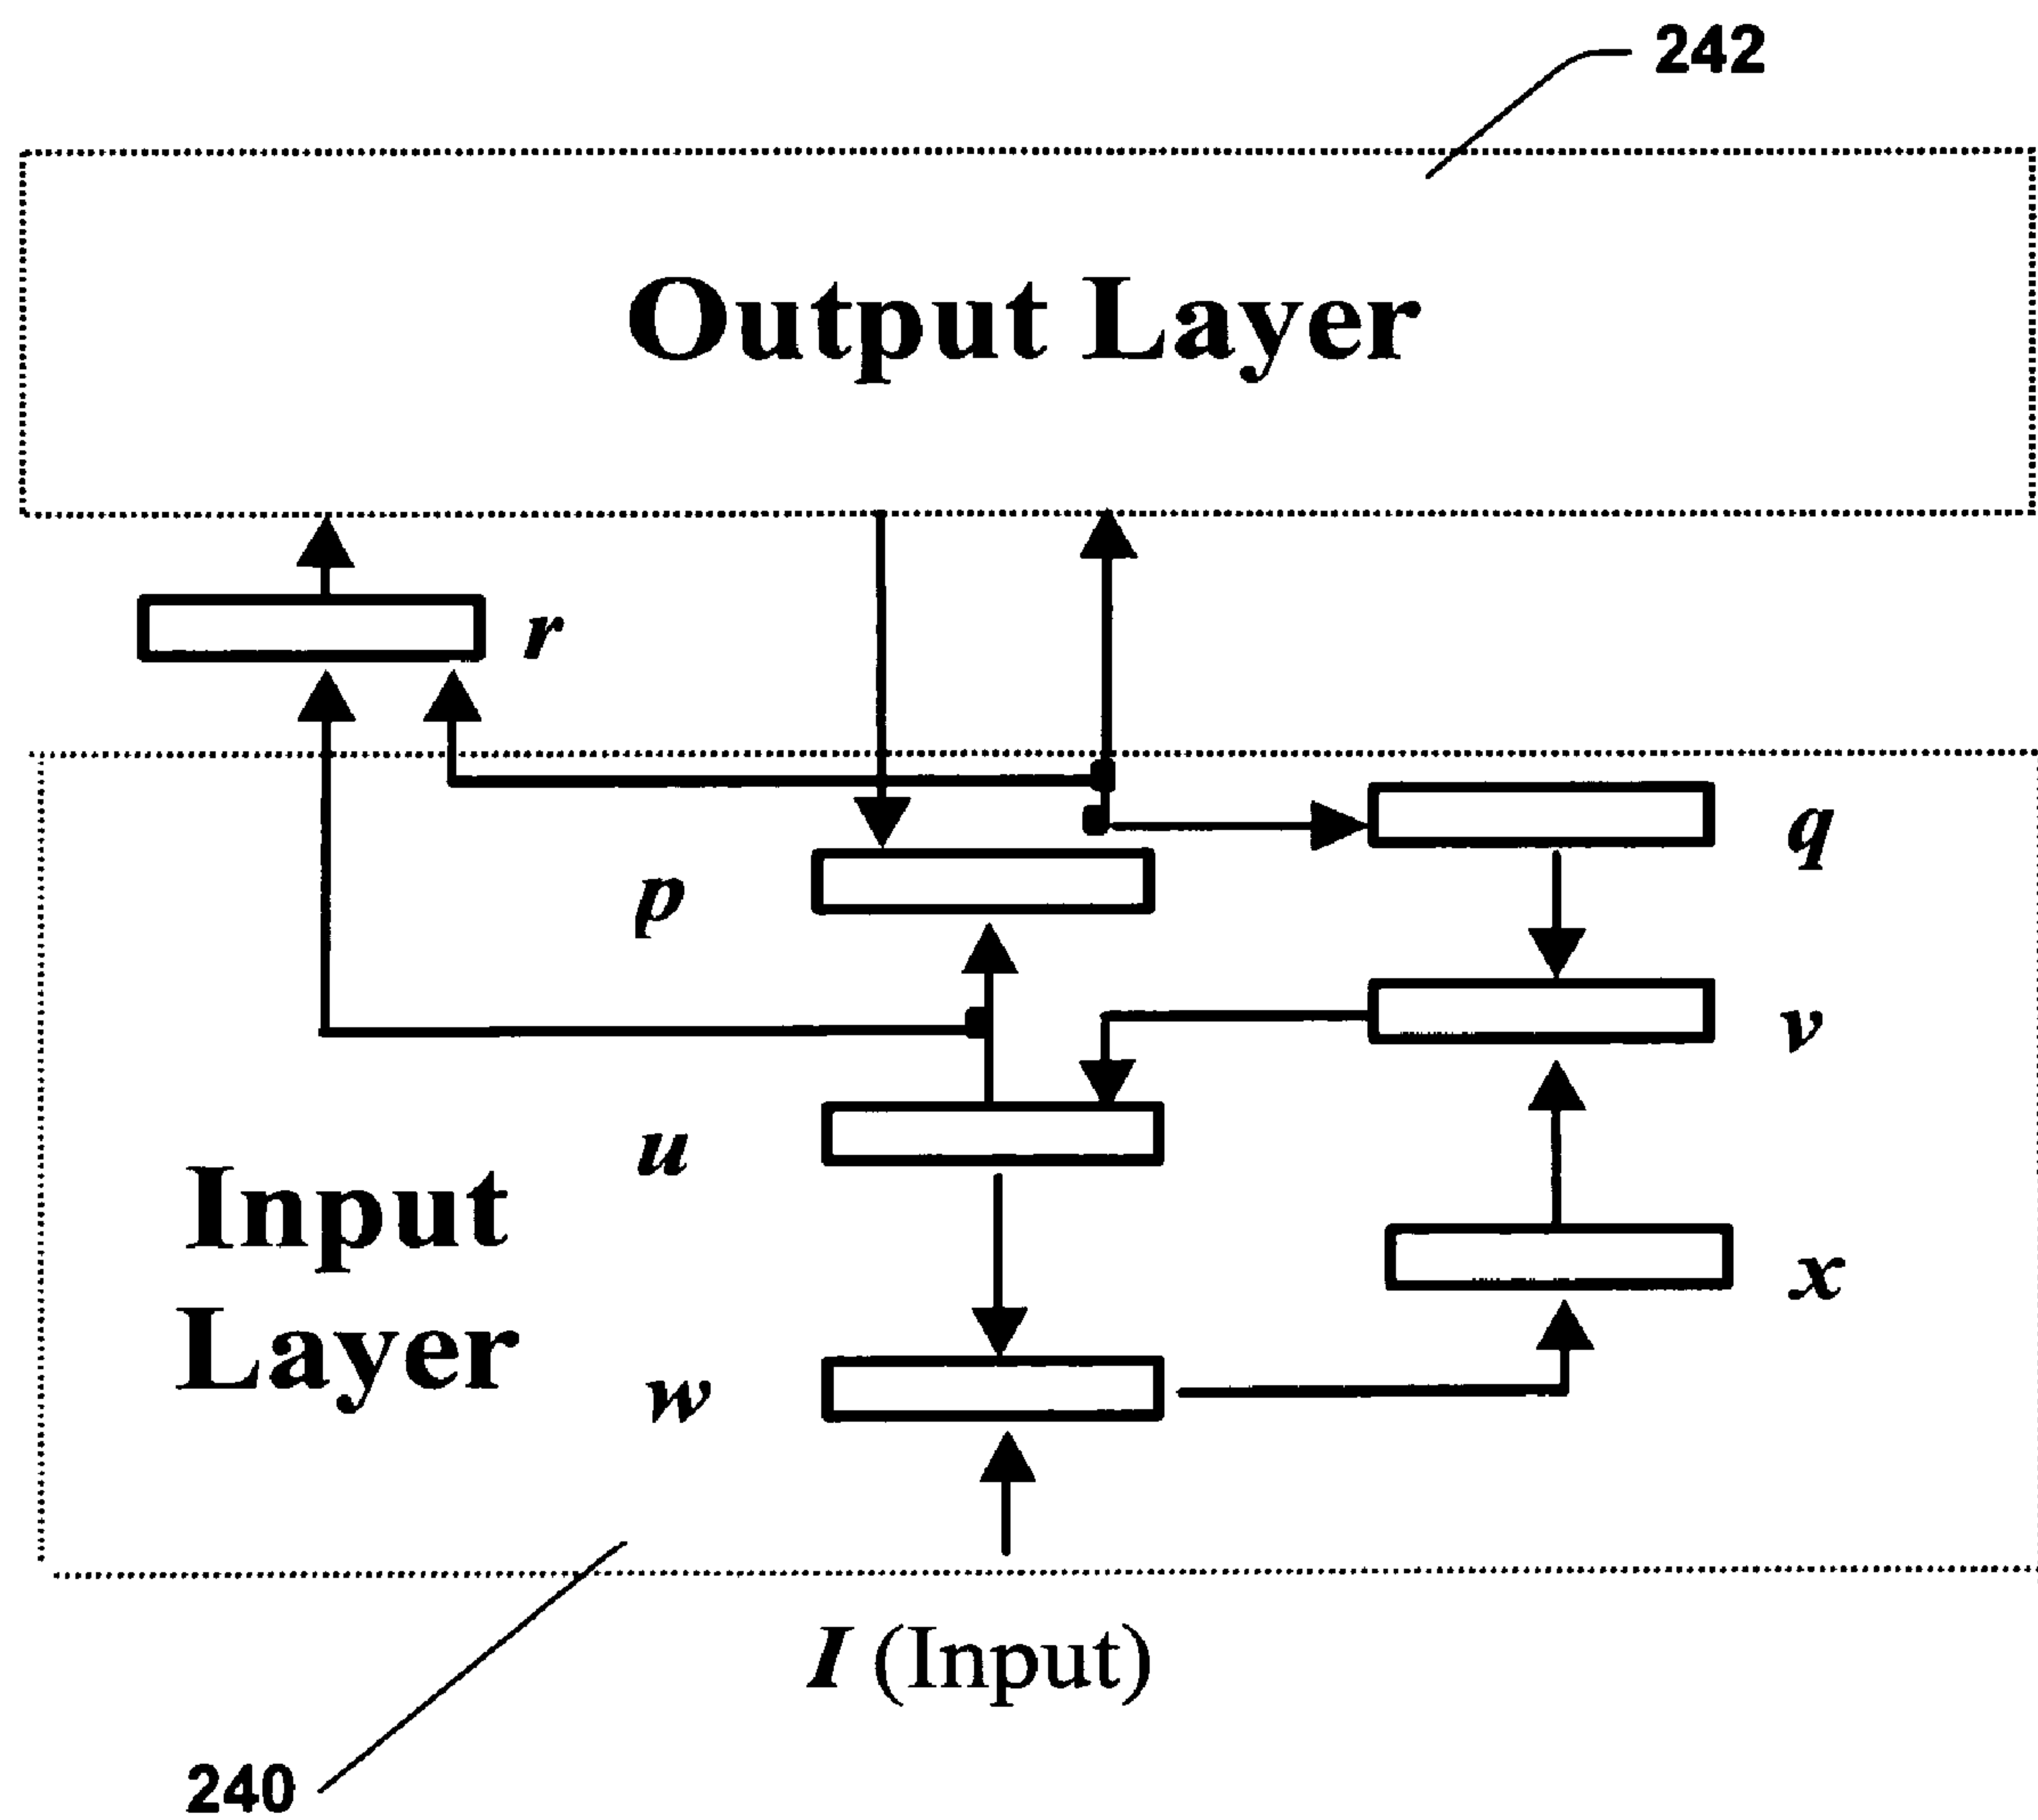 242
Output Layer
r
q
p
v
u
Input
Layer
x
w
I (Input)
240